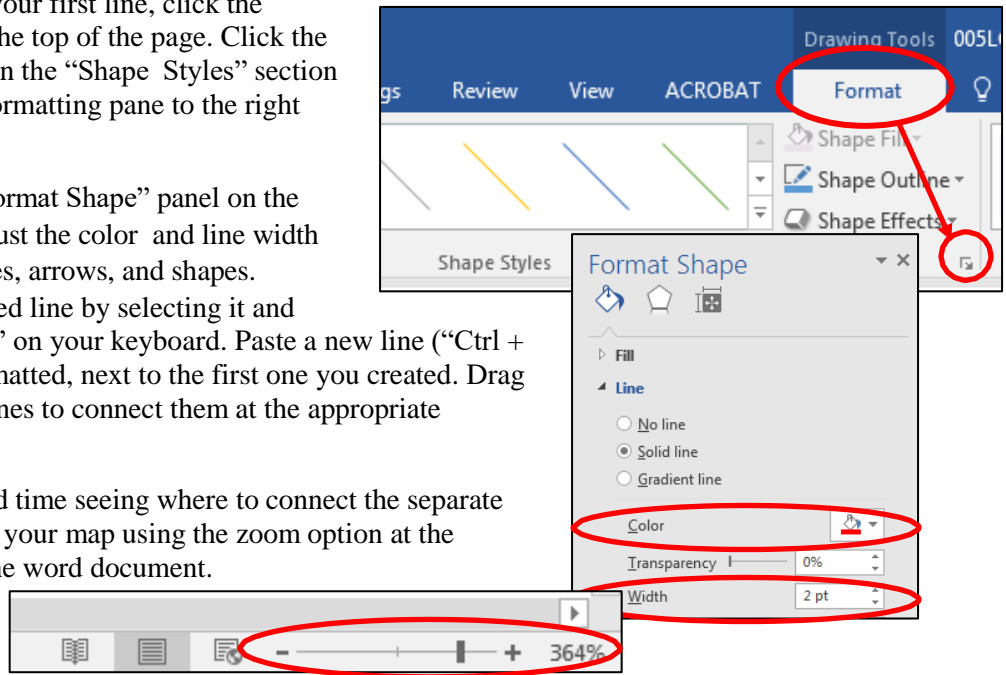 your first line, click the
he top of the page. Click the
n the “Shape Styles” section
ormatting pane to the right
ormat Shape” panel on the
ust the color and line width
es, arrows, and shapes.
ed line by selecting it and
” on your keyboard. Paste a new line (“Ctrl +
matted, next to the first one you created. Drag
nes to connect them at the appropriate
d time seeing where to connect the separate
your map using the zoom option at the
he word document.
Drawing Tools 005L
gs Review View ACROBAT Format
Shape Fill
Shape Outline
Shape Effects
Shape Styles
Format Shape
Fill
Line
No line
Solid line
Gradient line
Color
Transparency 0%
Width 2 pt
364%